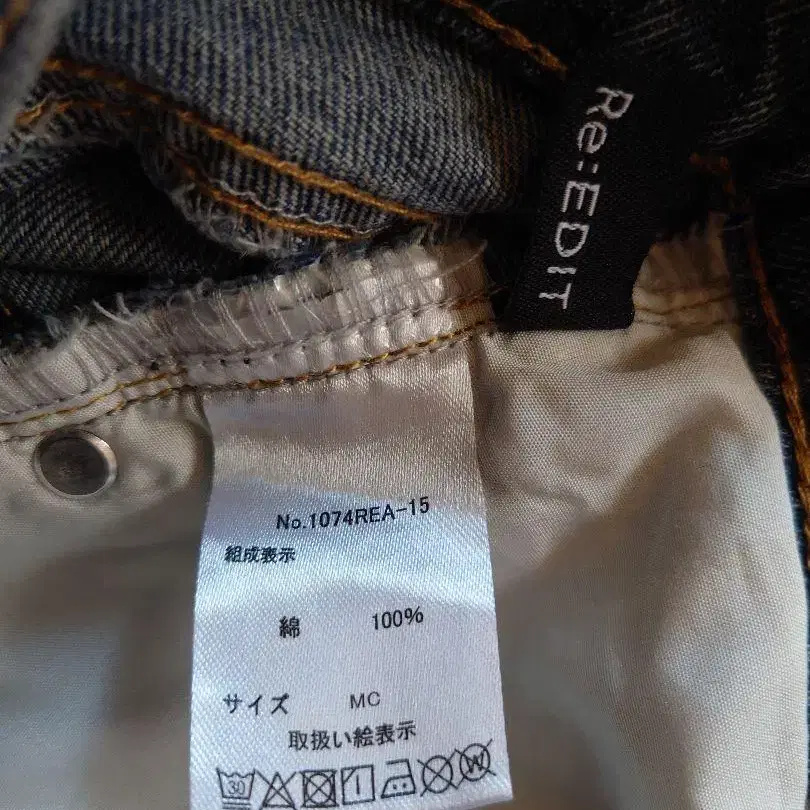 Re:EDIT
No.1074REA-15
組成表示
綿 100%
サイズ MC
取扱い絵表示
30 W